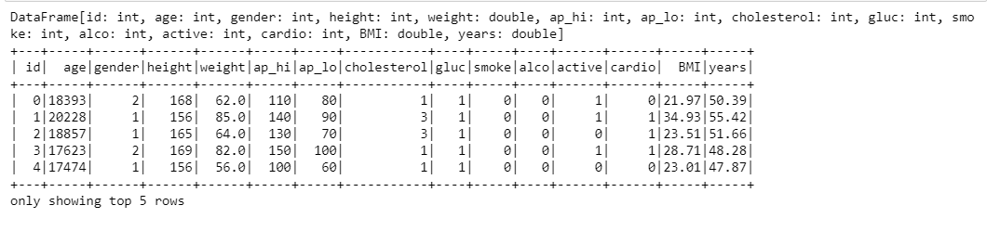 DataFrame[id: int, age: int, gender: int, height: int, weight: double, ap_hi: int, ap_lo: int, cholesterol: int, gluc: int, smo
ke: int, alco: int, active: int, cardio: int, BMI: double, years: double]
+---+-----+------+------+------+-----+-----+-----------+----+-----+----+------+------+-----+-----+
| id|  age|gender|height|weight|ap_hi|ap_lo|cholesterol|gluc|smoke|alco|active|cardio|  BMI|years|
+---+-----+------+------+------+-----+-----+-----------+----+-----+----+------+------+-----+-----+
|  0|18393|     2|   168|  62.0|  110|   80|          1|   1|    0|   0|     1|     0|21.97|50.39|
|  1|20228|     1|   156|  85.0|  140|   90|          3|   1|    0|   0|     1|     1|34.93|55.42|
|  2|18857|     1|   165|  64.0|  130|   70|          3|   1|    0|   0|     0|     1|23.51|51.66|
|  3|17623|     2|   169|  82.0|  150|  100|          1|   1|    0|   0|     1|     1|28.71|48.28|
|  4|17474|     1|   156|  56.0|  100|   60|          1|   1|    0|   0|     0|     0|23.01|47.87|
+---+-----+------+------+------+-----+-----+-----------+----+-----+----+------+------+-----+-----+
only showing top 5 rows